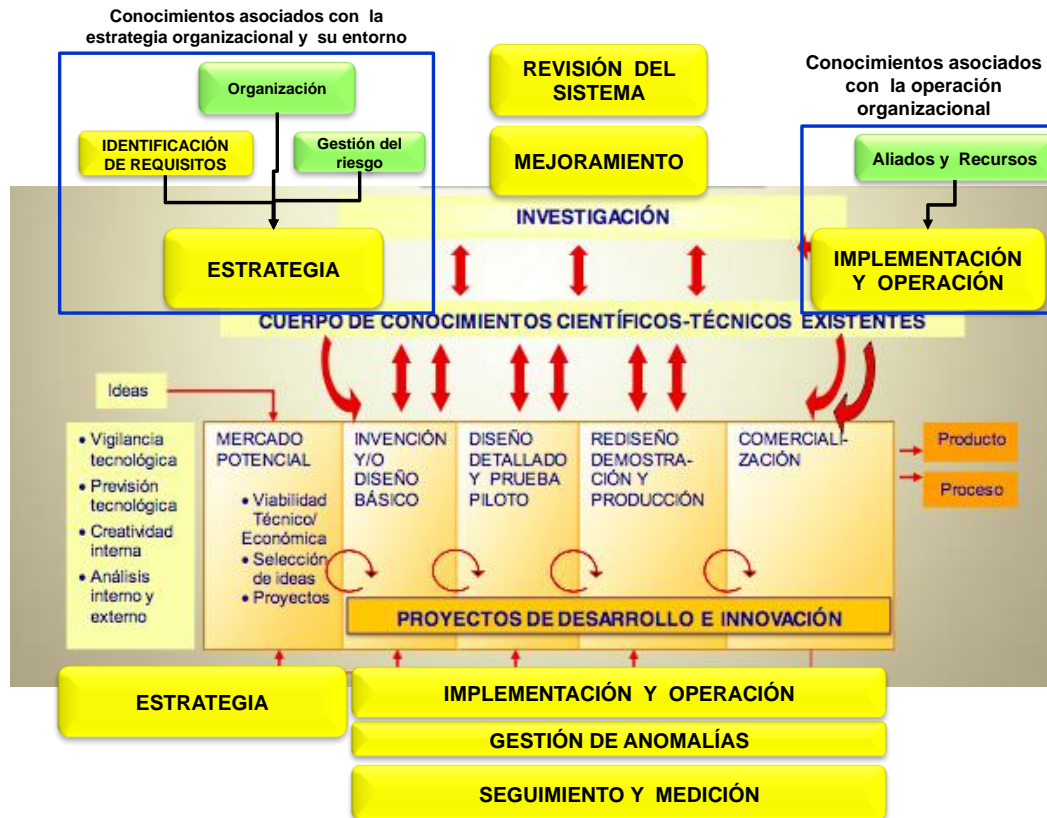 Conocimientos asociados con la
estrategia organizacional y su entorno
Organización
IDENTIFICACIÓN
DE REQUISITOS
Gestión del
riesgo
ESTRATEGIA
REVISIÓN DEL
SISTEMA
MEJORAMIENTO
Conocimientos asociados
con la operación
organizacional
Aliados y Recursos
IMPLEMENTACIÓN
Y OPERACIÓN
INVESTIGACIÓN
CUERPO DE CONOCIMIENTOS CIENTÍFICOS-TÉCNICOS EXISTENTES
Ideas
• Vigilancia
tecnológica
• Previsión
tecnológica
• Creatividad
interna
• Análisis
interno y
externo
MERCADO
POTENCIAL
• Viabilidad
Técnico/
Económica
• Selección
de ideas
• Proyectos
INVENCIÓN
Y/O
DISEÑO
BÁSICO
DISEÑO
DETALLADO
Y PRUEBA
PILOTO
REDISEÑO
DEMOSTRA-
CIÓN Y
PRODUCCIÓN
COMERCIALI-
ZACIÓN
Producto
Proceso
PROYECTOS DE DESARROLLO E INNOVACIÓN
ESTRATEGIA
IMPLEMENTACIÓN Y OPERACIÓN
GESTIÓN DE ANOMALÍAS
SEGUIMIENTO Y MEDICIÓN